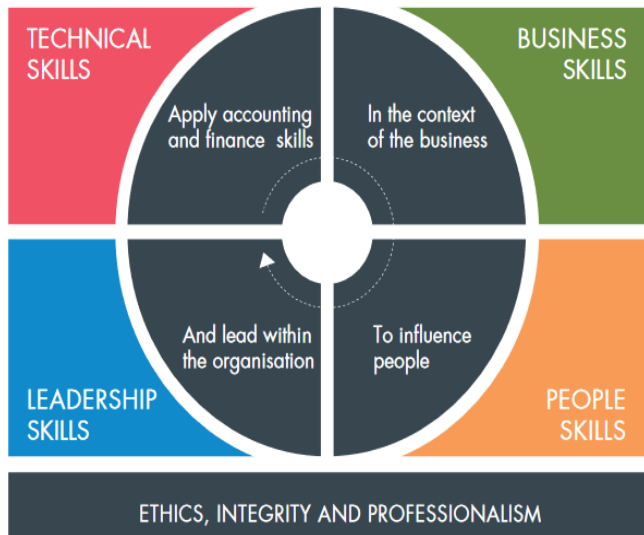 TECHNICAL
SKILLS
BUSINESS
SKILLS
Apply accounting
and finance skills
In the context
of the business
And lead within
the organisation
To influence
people
LEADERSHIP
SKILLS
PEOPLE
SKILLS
ETHICS, INTEGRITY AND PROFESSIONALISM